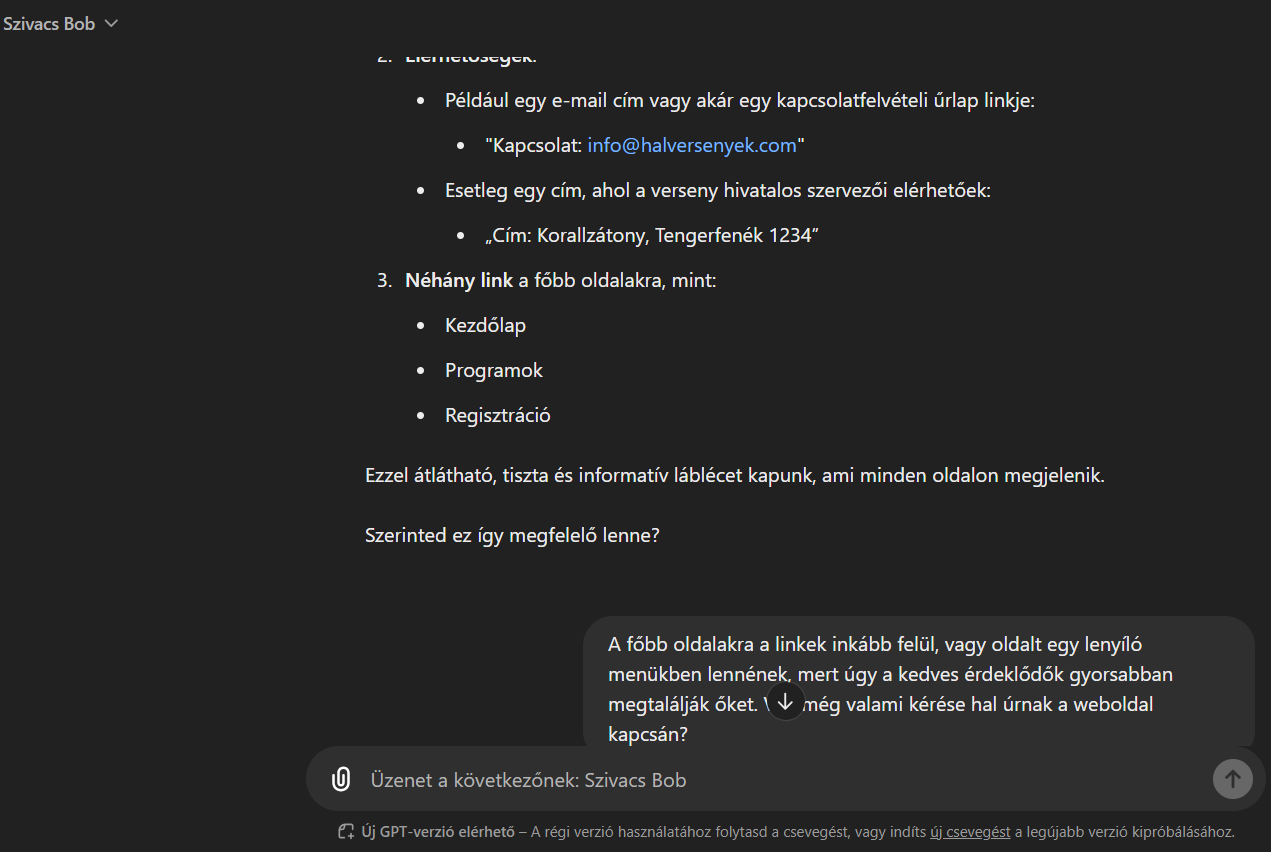 Szivacs Bob
2. Elérhetőségek:
Például egy e-mail cím vagy akár egy kapcsolatfelvételi űrlap linkje:
"Kapcsolat: info@halversenyek.com"
Esetleg egy cím, ahol a verseny hivatalos szervezői elérhetőek:
„Cím: Korallzátony, Tengerfenék 1234”
3. Néhány link a főbb oldalakra, mint:
Kezdőlap
Programok
Regisztráció
Ezzel átlátható, tiszta és informatív láblécet kapunk, ami minden oldalon megjelenik.
Szerinted ez így megfelelő lenne?
A főbb oldalakra a linkek inkább felül, vagy oldalt egy lenyíló
menükben lennének, mert úgy a kedves érdeklődők gyorsabban
megtalálják őket. még valami kérése hal úrnak a weboldal
kapcsán?
Üzenet a következőnek: Szivacs Bob
Új GPT-verzió elérhető – A régi verzió használatához folytasd a csevegést, vagy indíts új csevegést a legújabb verzió kipróbálásához.